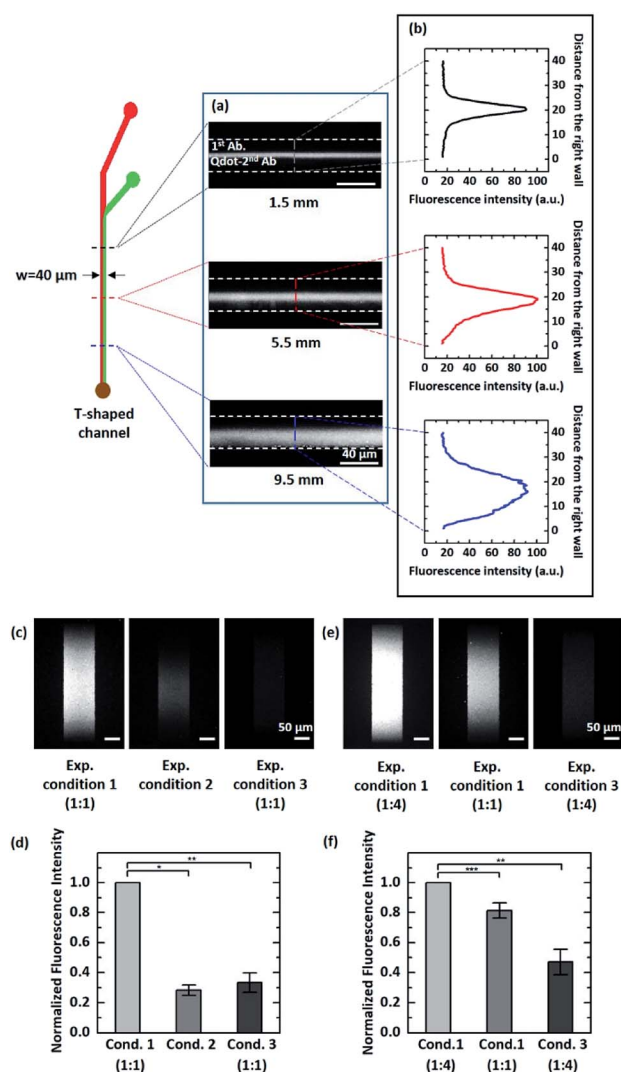 (a)
(b)
1st Ab.
Qdot-2nd Ab
1.5 mm
w=40 µm
5.5 mm
T-shaped
channel
40 µm
9.5 mm
40
30
20
10
0
0 20 40 60 80 100
Fluorescence intensity (a.u.)
Distance from the right wall
40
30
20
10
0
0 20 40 60 80 100
Fluorescence intensity (a.u.)
Distance from the right wall
40
30
20
10
0
0 20 40 60 80 100
Fluorescence intensity (a.u.)
Distance from the right wall
(c)
50 µm
Exp. Exp. Exp.
condition 1 condition 2 condition 3
(1:1) (1:1)
(e)
50 µm
Exp. Exp. Exp.
condition 1 condition 1 condition 3
(1:4) (1:1) (1:4)
(d)
Normalized Fluorescence Intensity
**
*
1.0
0.8
0.6
0.4
0.2
0.0
Cond. 1 Cond. 2 Cond. 3
(1:1) (1:1)
(f)
Normalized Fluorescence Intensity
**
***
1.0
0.8
0.6
0.4
0.2
0.0
Cond.1 Cond.1 Cond. 3
(1:4) (1:1) (1:4)